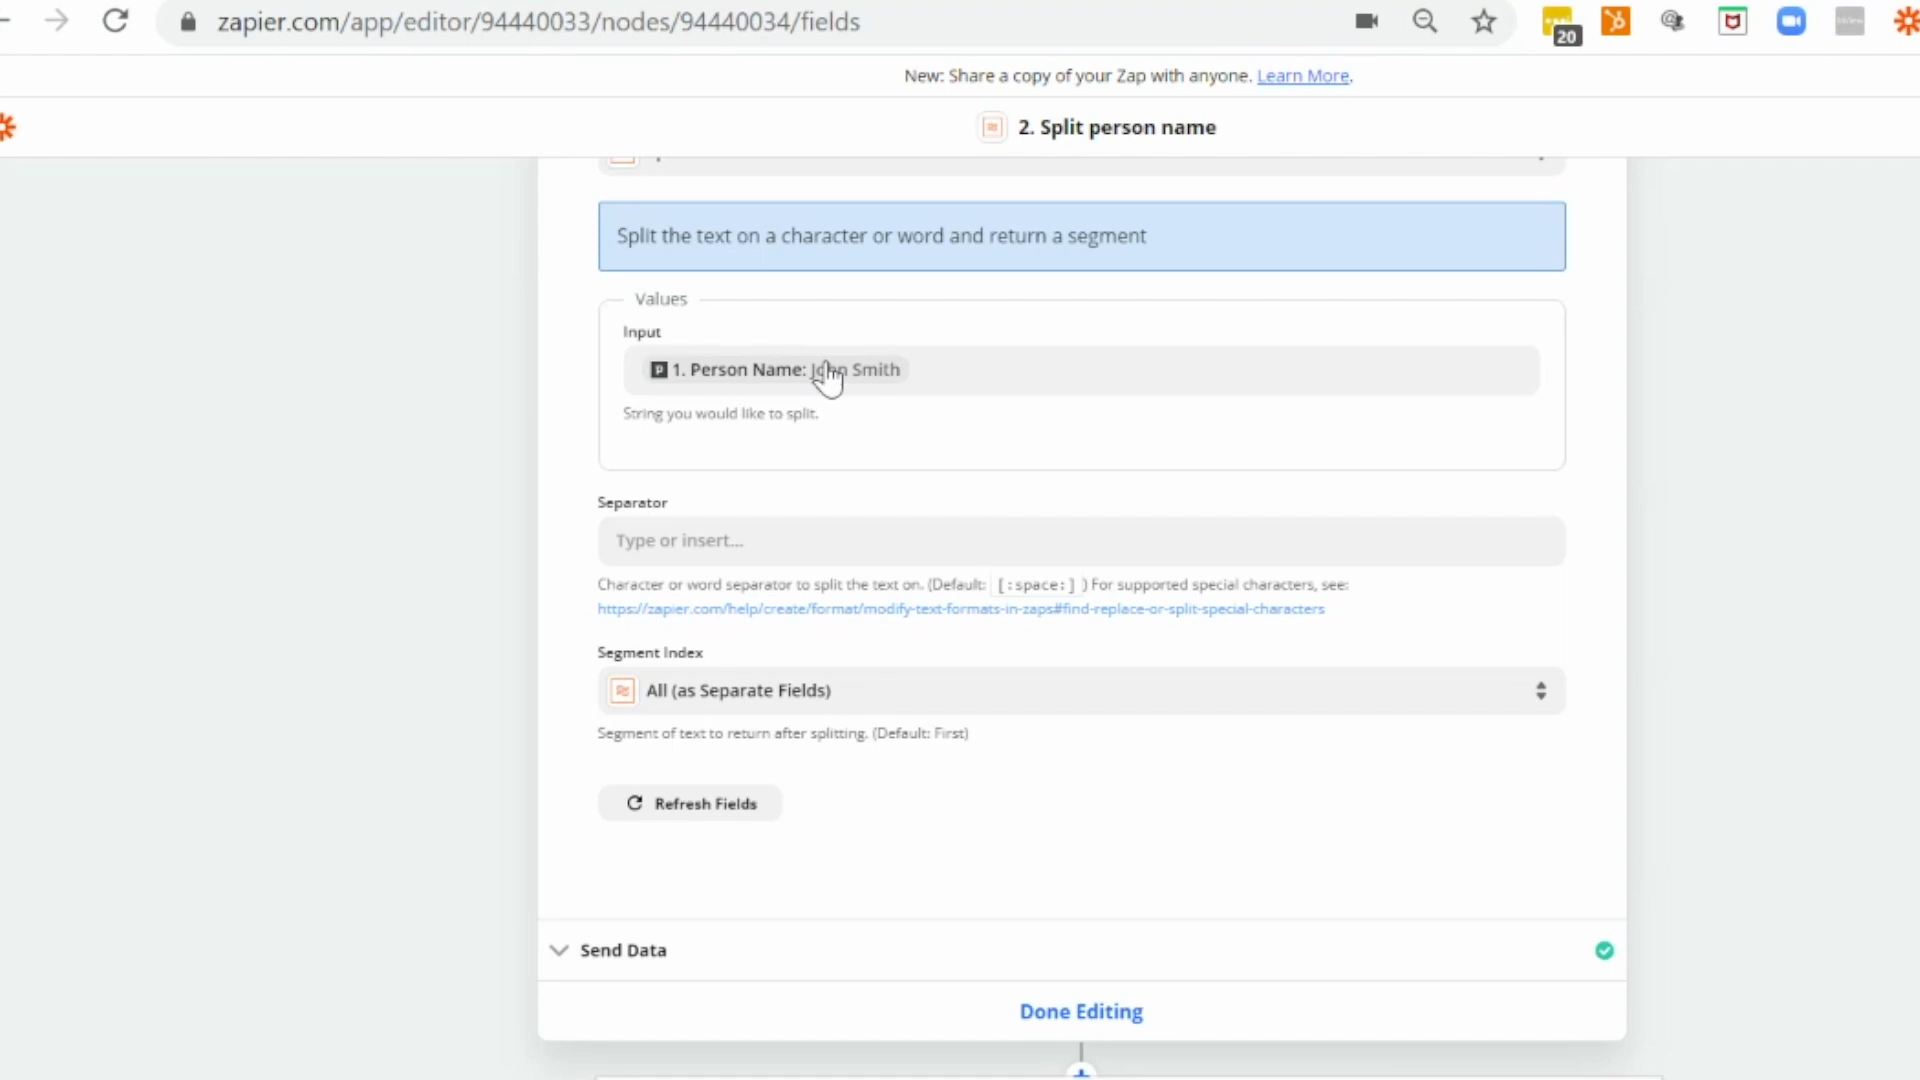 zapier.com/app/editor/94440033/nodes/94440034/fields
20
New: Share a copy of your Zap with anyone. Learn More.
2. Split person name
Split the text on a character or word and return a segment
Values
Input
1. Person Name: John Smith
String you would like to split.
Separator
Type or insert...
Character or word separator to split the text on. (Default: [:space:] ) For supported special characters, see:
https://zapier.com/help/create/format/modify-text-formats-in-zaps#find-replace-or-split-special-characters
Segment Index
All (as Separate Fields)
Segment of text to return after splitting. (Default: First)
Refresh Fields
Send Data
Done Editing